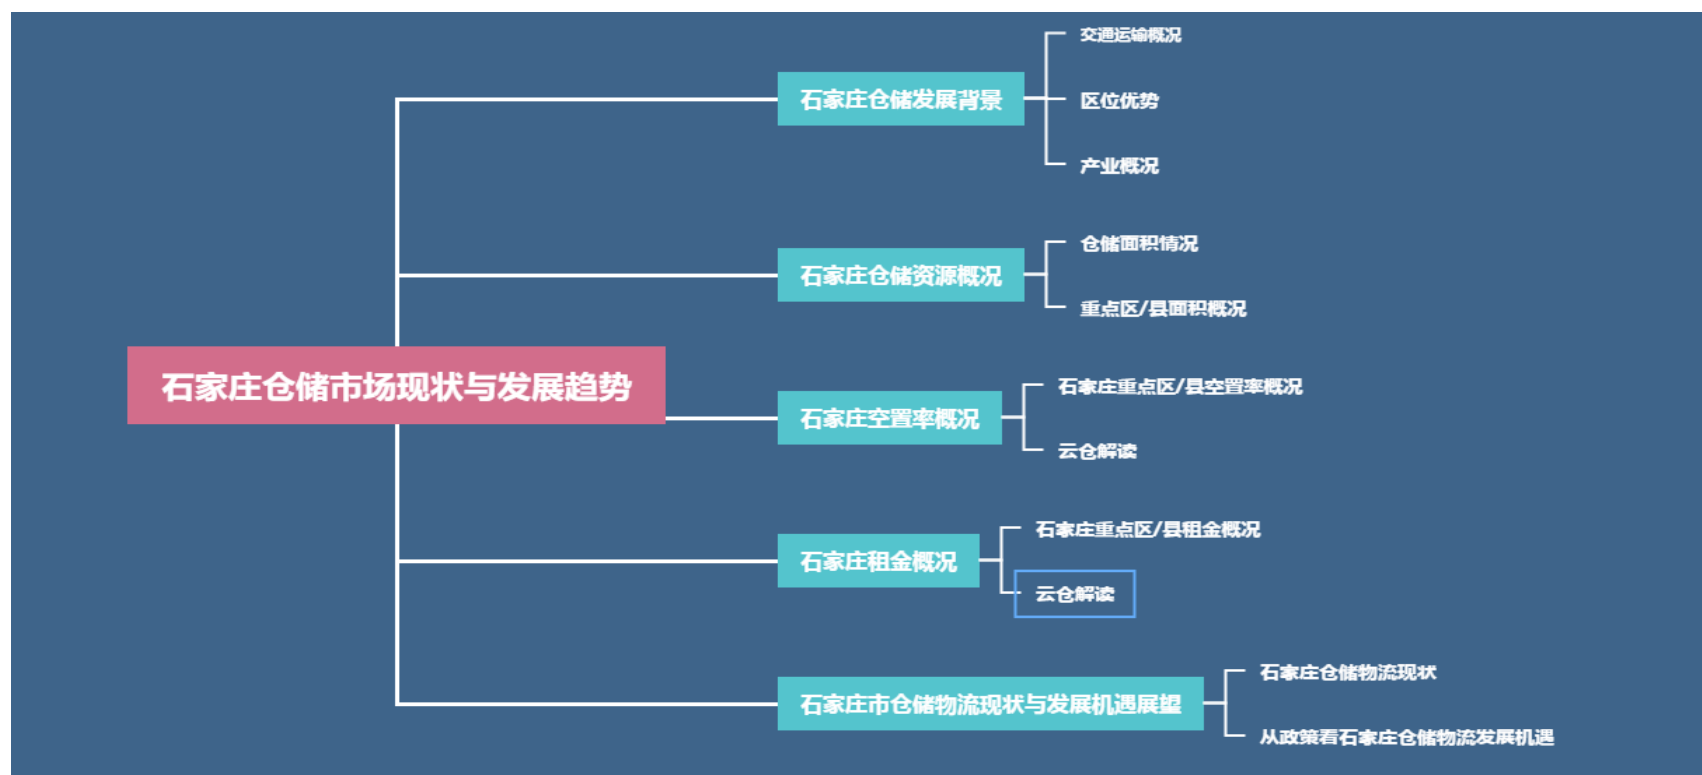 石家庄仓储市场现状与发展趋势
石家庄仓储发展背景
交通运输概况
区位优势
产业概况
石家庄仓储资源概况
仓储面积情况
重点区/县面积概况
石家庄空置率概况
石家庄重点区/县空置率概况
云仓解读
石家庄租金概况
石家庄重点区/县租金概况
云仓解读
石家庄市仓储物流现状与发展机遇展望
石家庄仓储物流现状
从政策看石家庄仓储物流发展机遇